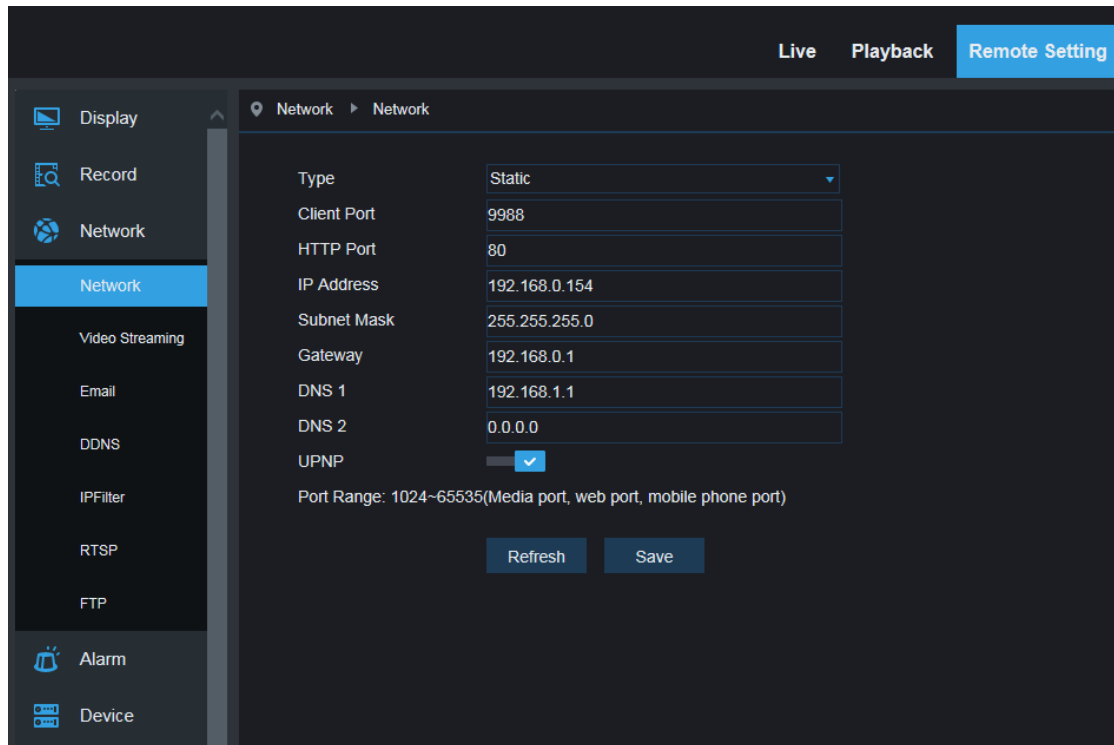 Live Playback Remote Setting
Display
Record
Network
Network
Video Streaming
Email
DDNS
IPFilter
RTSP
FTP
Alarm
Device
Network Network
Type Static
Client Port 9988
HTTP Port 80
IP Address 192.168.0.154
Subnet Mask 255.255.255.0
Gateway 192.168.0.1
DNS 1 192.168.1.1
DNS 2 0.0.0.0
UPNP
Port Range: 1024~65535(Media port, web port, mobile phone port)
Refresh Save